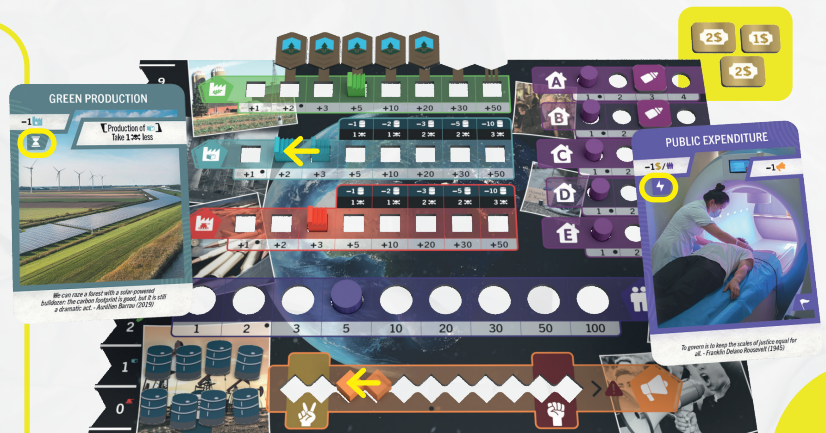 2$ 1$
2$
9
A
1 2 3 4
+1 +2 +3 +5 +10 +20 +30 +50
B
1 2
GREEN PRODUCTION
-1
Production of
Take 1 less
We can raze a forest with a solar-powered
bulldozer: the carbon footprint is good, but it is still
a dramatic act. - Aurélien Barrau (2019)
-1 -2 -3 -5 -10
1 1 2 2 3
+1 +2 +3 +5 +10 +20 +30 +50
C
1 2
-1 -2 -3 -5 -10
1 1 2 2 3
+1 +2 +3 +5 +10 +20 +30 +50
D
1 2
E
1 2
PUBLIC EXPENDITURE
-1$/
-1
To govern is to keep the scales of justice equal for
all. - Franklin Delano Roosevelt (1945)
1 2 3 5 10 20 30 50 100
2
1
0